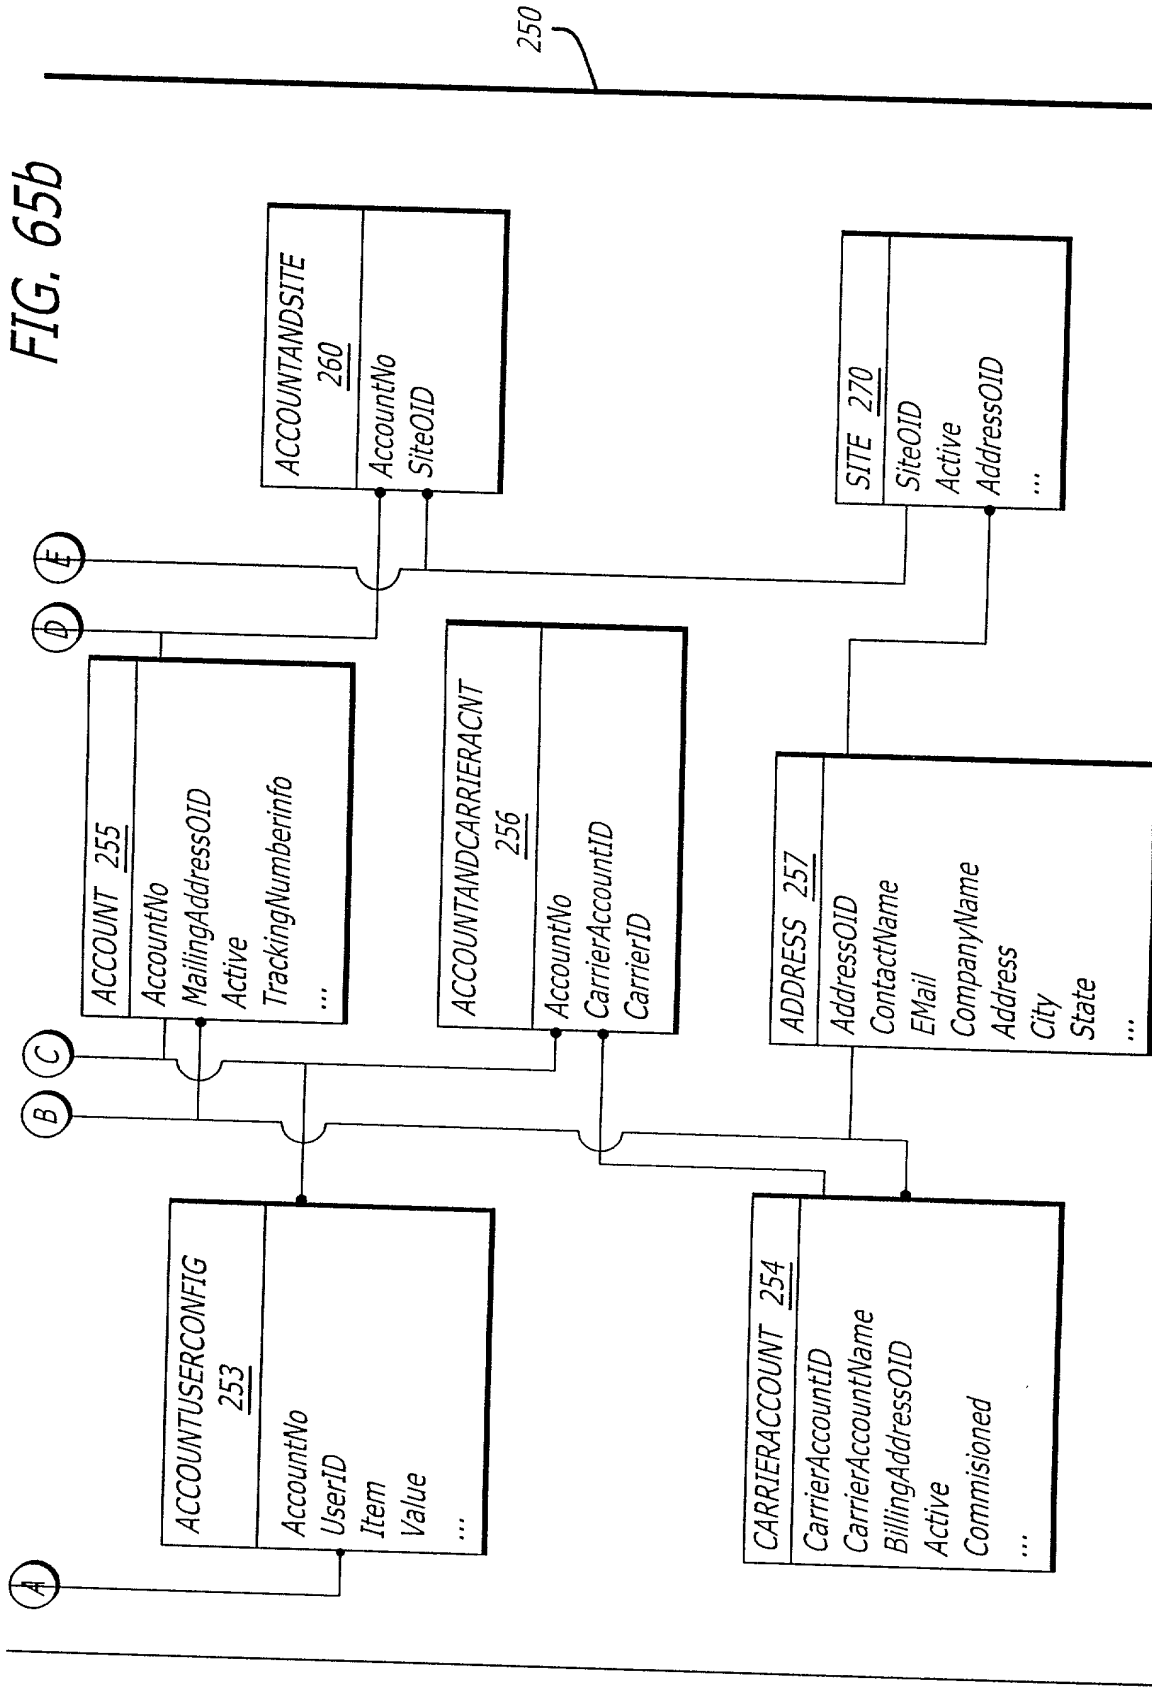 FIG. 65b
A
B
C
D
E
250
ACCOUNTUSERCONFIG
253
AccountNo
UserID
Item
Value
...
ACCOUNT 255
AccountNo
MailingAddressOID
Active
TrackingNumberinfo
...
ACCOUNTANDSITE
260
AccountNo
SiteOID
ACCOUNTANDCARRIERACNT
256
AccountNo
CarrierAccountID
CarrierID
CARRIERACCOUNT 254
CarrierAccountID
CarrierAccountName
BillingAddressOID
Active
Commisioned
...
ADDRESS 257
AddressOID
ContactName
EMail
CompanyName
Address
City
State
...
SITE 270
SiteOID
Active
AddressOID
...